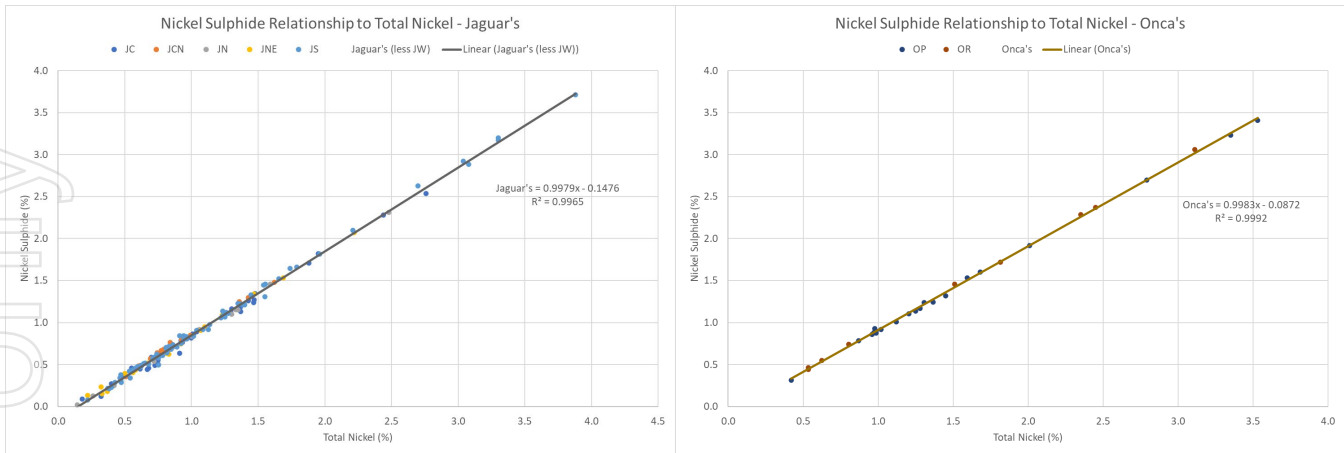 Nickel Sulphide Relationship to Total Nickel - Jaguar's
JC JCN JN JNE JS Jaguar's (less JW) Linear (Jaguar's (less JW))
4.0
3.5
3.0
2.5
2.0
1.5
1.0
0.5
0.0
Nickel Sulphide (%)
Jaguar's = 0.9979x - 0.1476
R² = 0.9965
0.0 0.5 1.0 1.5 2.0 2.5 3.0 3.5 4.0 4.5
Total Nickel (%)
Nickel Sulphide Relationship to Total Nickel - Onca's
OP OR Onca's Linear (Onca's)
4.0
3.5
3.0
2.5
2.0
1.5
1.0
0.5
0.0
Nickel Sulphide (%)
Onca's = 0.9983x - 0.0872
R² = 0.9992
0.0 0.5 1.0 1.5 2.0 2.5 3.0 3.5 4.0
Total Nickel (%)